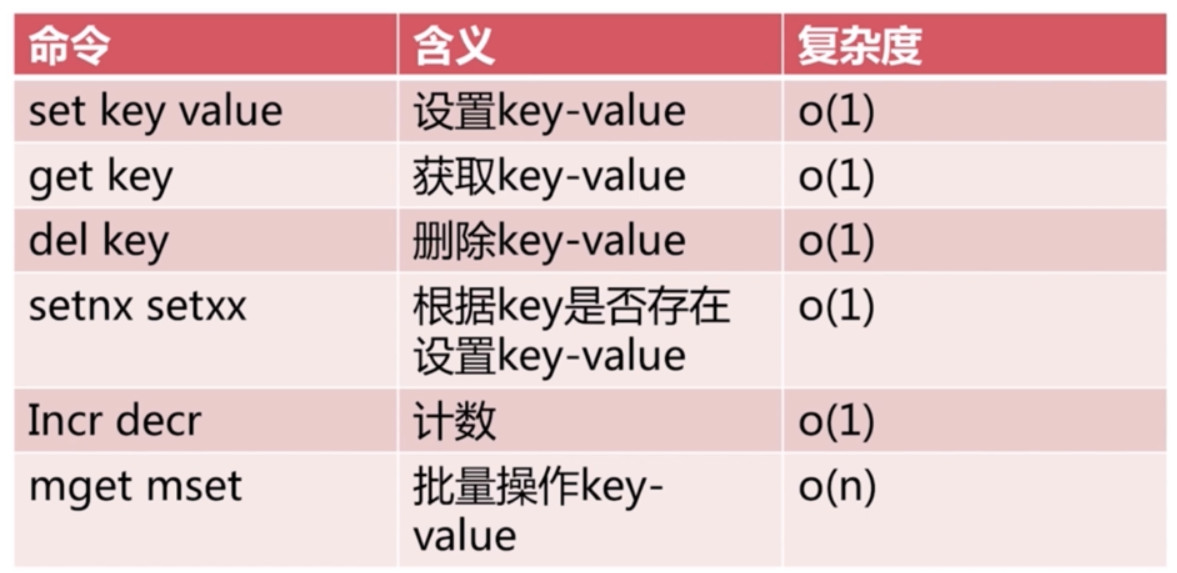 命令 含义 复杂度
set key value 设置key-value o(1)
get key 获取key-value o(1)
del key 删除key-value o(1)
setnx setxx 根据key是否存在 o(1)
设置key-value
Incr decr 计数 o(1)
mget mset 批量操作key- o(n)
value